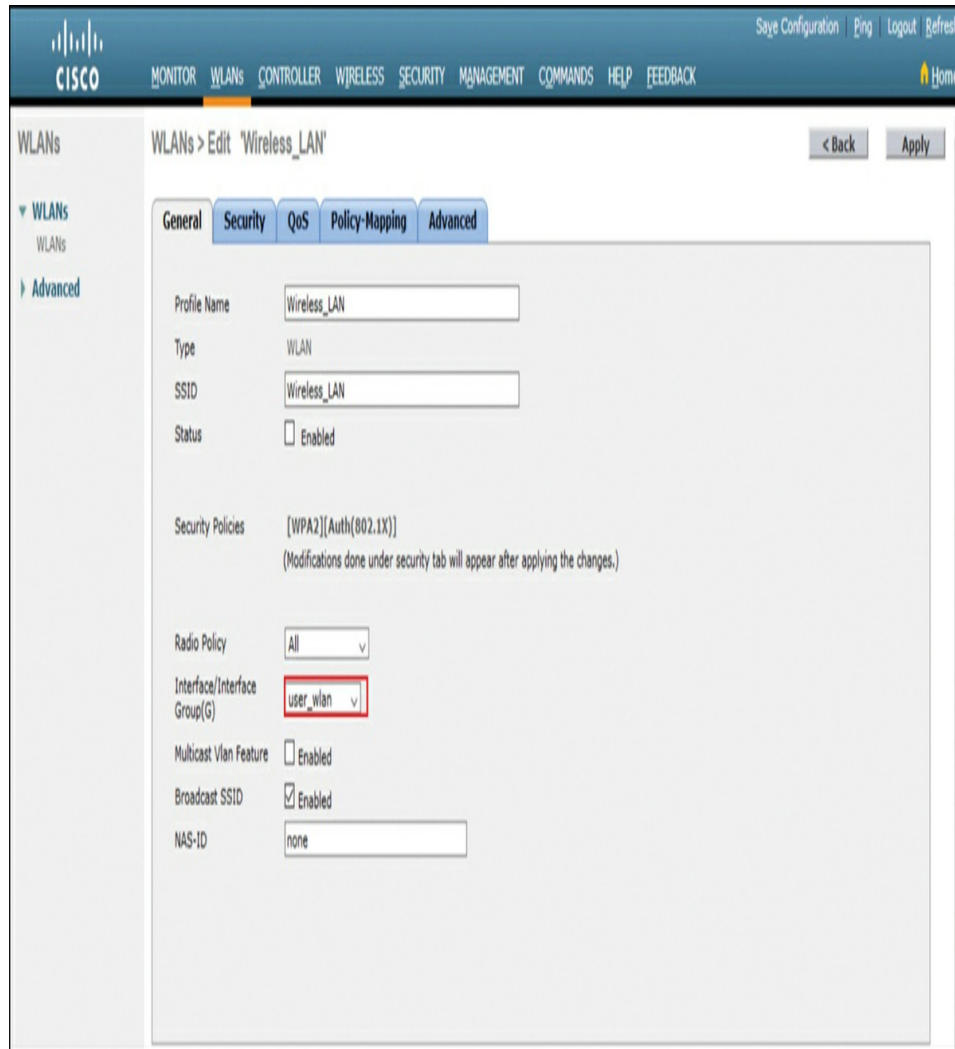 Save Configuration | Ping | Logout | Refresh
CISCO
MONITOR WLANs CONTROLLER WIRELESS SECURITY MANAGEMENT COMMANDS HELP FEEDBACK
Home
WLANs
WLANs
WLANs
Advanced
WLANs > Edit 'Wireless_LAN'
< Back
Apply
General
Security
QoS
Policy-Mapping
Advanced
Profile Name Wireless_LAN
Type WLAN
SSID Wireless_LAN
Status Enabled
Security Policies [WPA2][Auth(802.1X)]
(Modifications done under security tab will appear after applying the changes.)
Radio Policy All
Interface/Interface
Group(G) user_wlan
Multicast Vlan Feature Enabled
Broadcast SSID Enabled
NAS-ID none